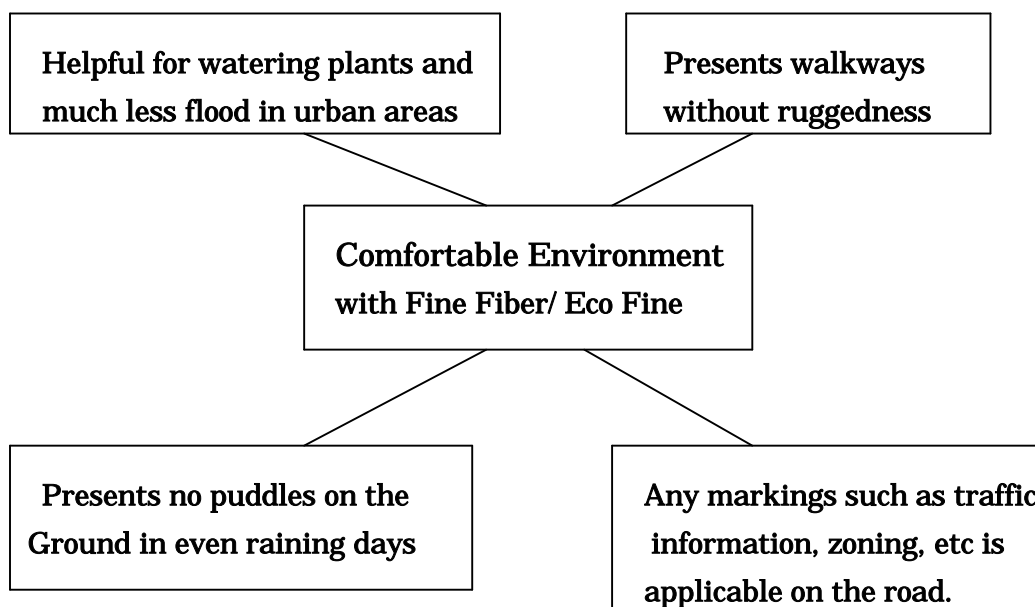 Helpful for watering plants and
much less flood in urban areas
Presents walkways
without ruggedness
Comfortable Environment
with Fine Fiber/ Eco Fine
Presents no puddles on the
Ground in even raining days
Any markings such as traffic
information, zoning, etc is
applicable on the road.